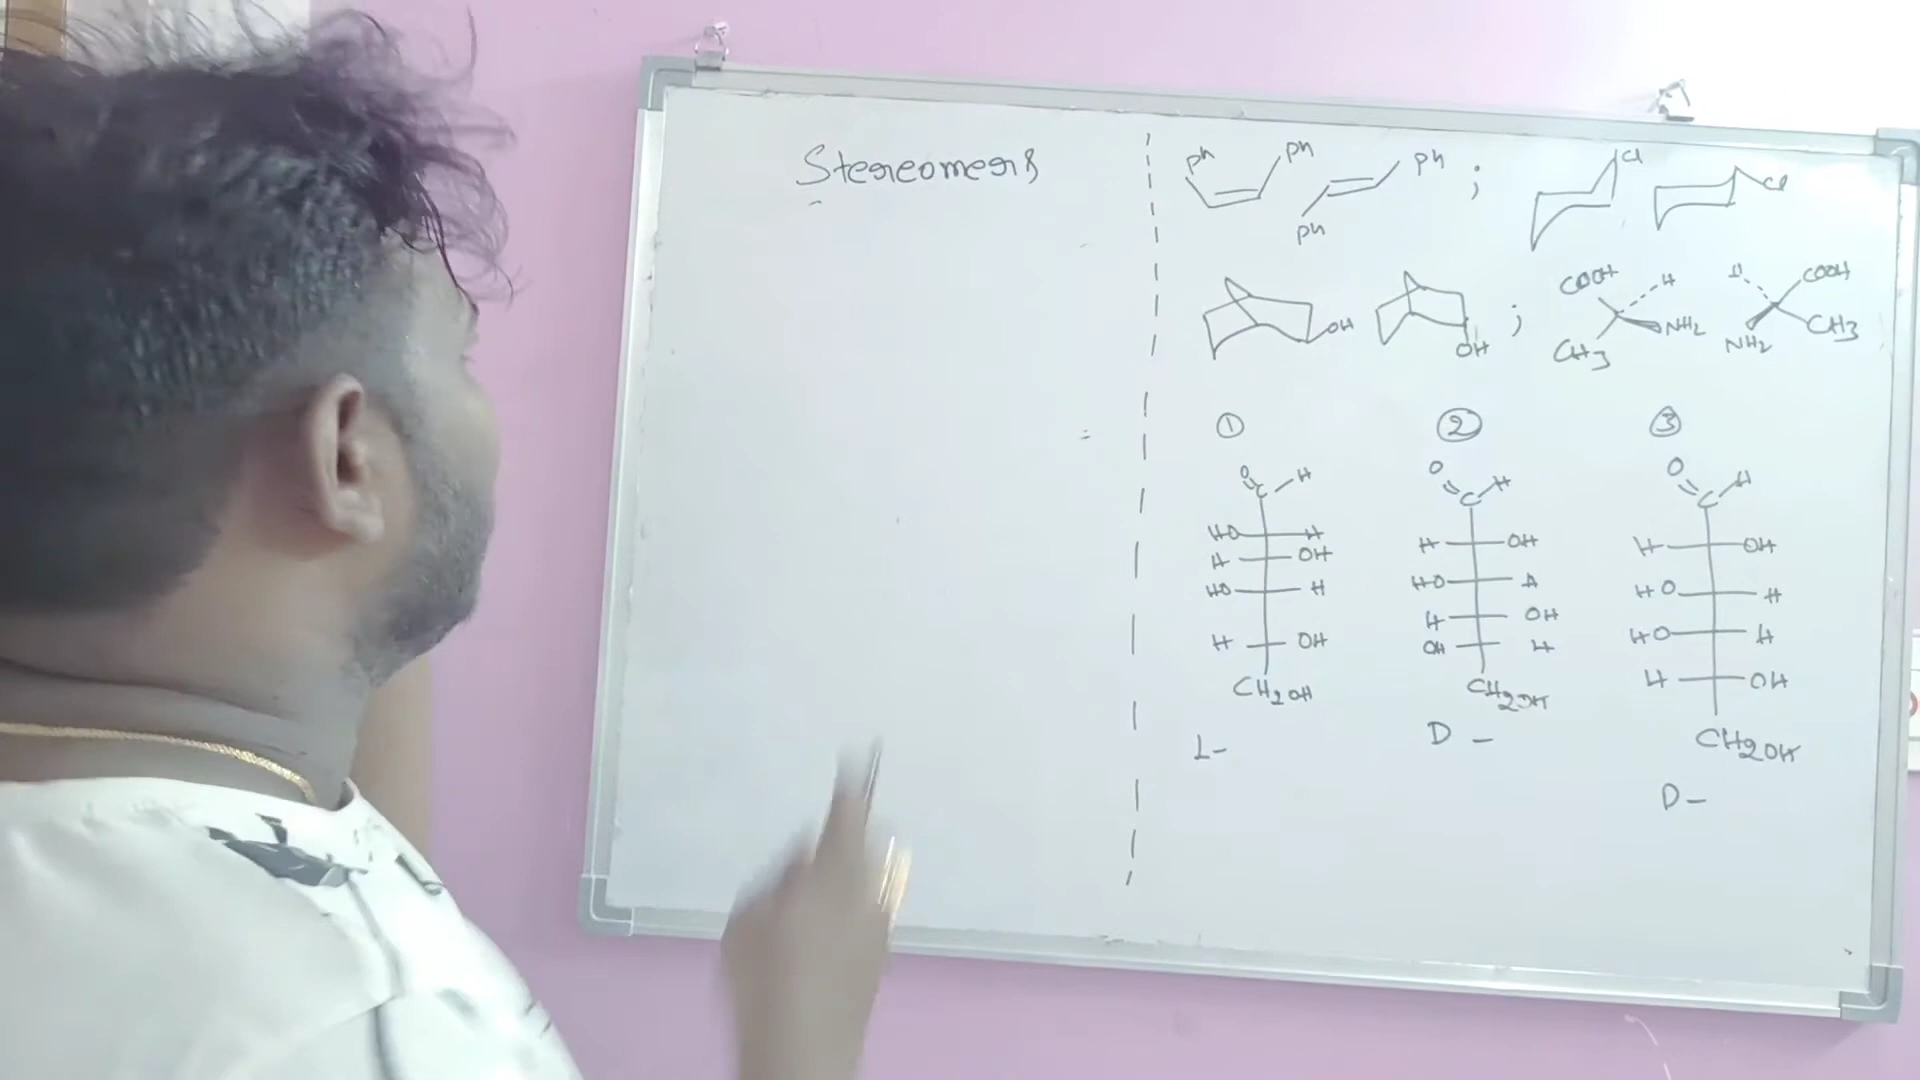 Stereomers
Ph Ph Ph ; Cl Cl
Ph
OH OH ; COOH H NH2 CH3 H COOH CH3 NH2
① ② ③
O H O H O H
C C C
HO H H OH H OH
H OH HO H HO H
HO H H OH HO H
H OH OH H H OH
CH2OH CH2OH CH2OH
L- D -
D -